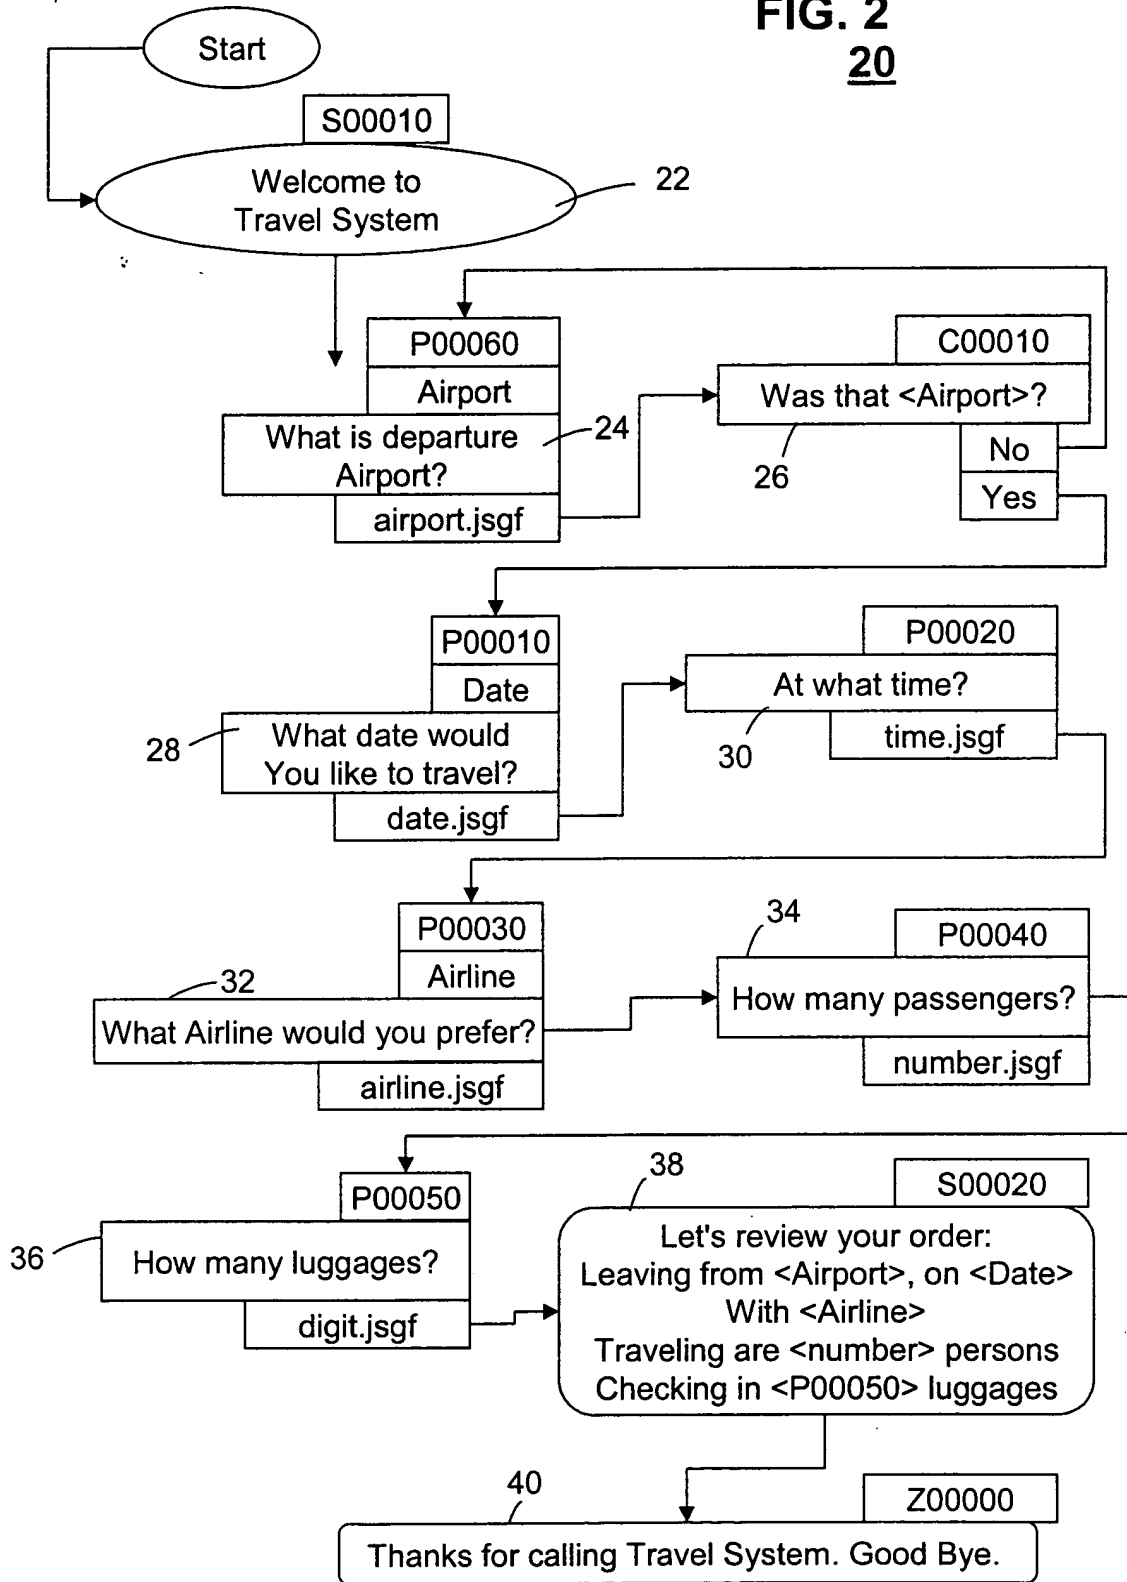 FIG. 2
20
Start
S00010
Welcome to
Travel System
22
P00060
Airport
What is departure
Airport?
24
airport.jsgf
C00010
Was that <Airport>?
26
No
Yes
P00010
Date
What date would
You like to travel?
28
date.jsgf
P00020
At what time?
30
time.jsgf
P00030
Airline
32
What Airline would you prefer?
airline.jsgf
34
P00040
How many passengers?
number.jsgf
P00050
36
How many luggages?
digit.jsgf
38
S00020
Let's review your order:
Leaving from <Airport>, on <Date>
With <Airline>
Traveling are <number> persons
Checking in <P00050> luggages
40
Z00000
Thanks for calling Travel System. Good Bye.